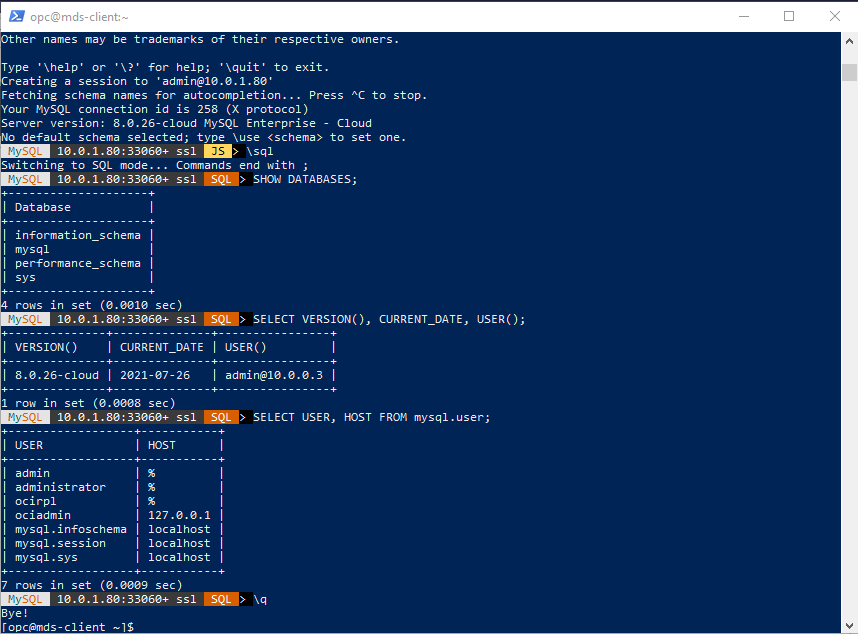 opc@mds-client:~
Other names may be trademarks of their respective owners.
Type '\help' or '\?' for help; '\quit' to exit.
Creating a session to 'admin@10.0.1.80'
Fetching schema names for autocompletion... Press ^C to stop.
Your MySQL connection id is 258 (X protocol)
Server version: 8.0.26-cloud MySQL Enterprise - Cloud
No default schema selected; type \use <schema> to set one.
MySQL 10.0.1.80:33060+ ssl JS > \sql
Switching to SQL mode... Commands end with ;
MySQL 10.0.1.80:33060+ ssl SQL > SHOW DATABASES;
+--------------------+
| Database           |
+--------------------+
| information_schema |
| mysql              |
| performance_schema |
| sys                |
+--------------------+
4 rows in set (0.0010 sec)
MySQL 10.0.1.80:33060+ ssl SQL > SELECT VERSION(), CURRENT_DATE, USER();
+--------------+--------------+----------------+
| VERSION()    | CURRENT_DATE | USER()         |
+--------------+--------------+----------------+
| 8.0.26-cloud | 2021-07-26   | admin@10.0.0.3 |
+--------------+--------------+----------------+
1 row in set (0.0008 sec)
MySQL 10.0.1.80:33060+ ssl SQL > SELECT USER, HOST FROM mysql.user;
+------------------+-----------+
| USER             | HOST      |
+------------------+-----------+
| admin            | %         |
| administrator    | %         |
| ocirpl           | %         |
| ociadmin         | 127.0.0.1 |
| mysql.infoschema | localhost |
| mysql.session    | localhost |
| mysql.sys        | localhost |
+------------------+-----------+
7 rows in set (0.0009 sec)
MySQL 10.0.1.80:33060+ ssl SQL > \q
Bye!
[opc@mds-client ~]$